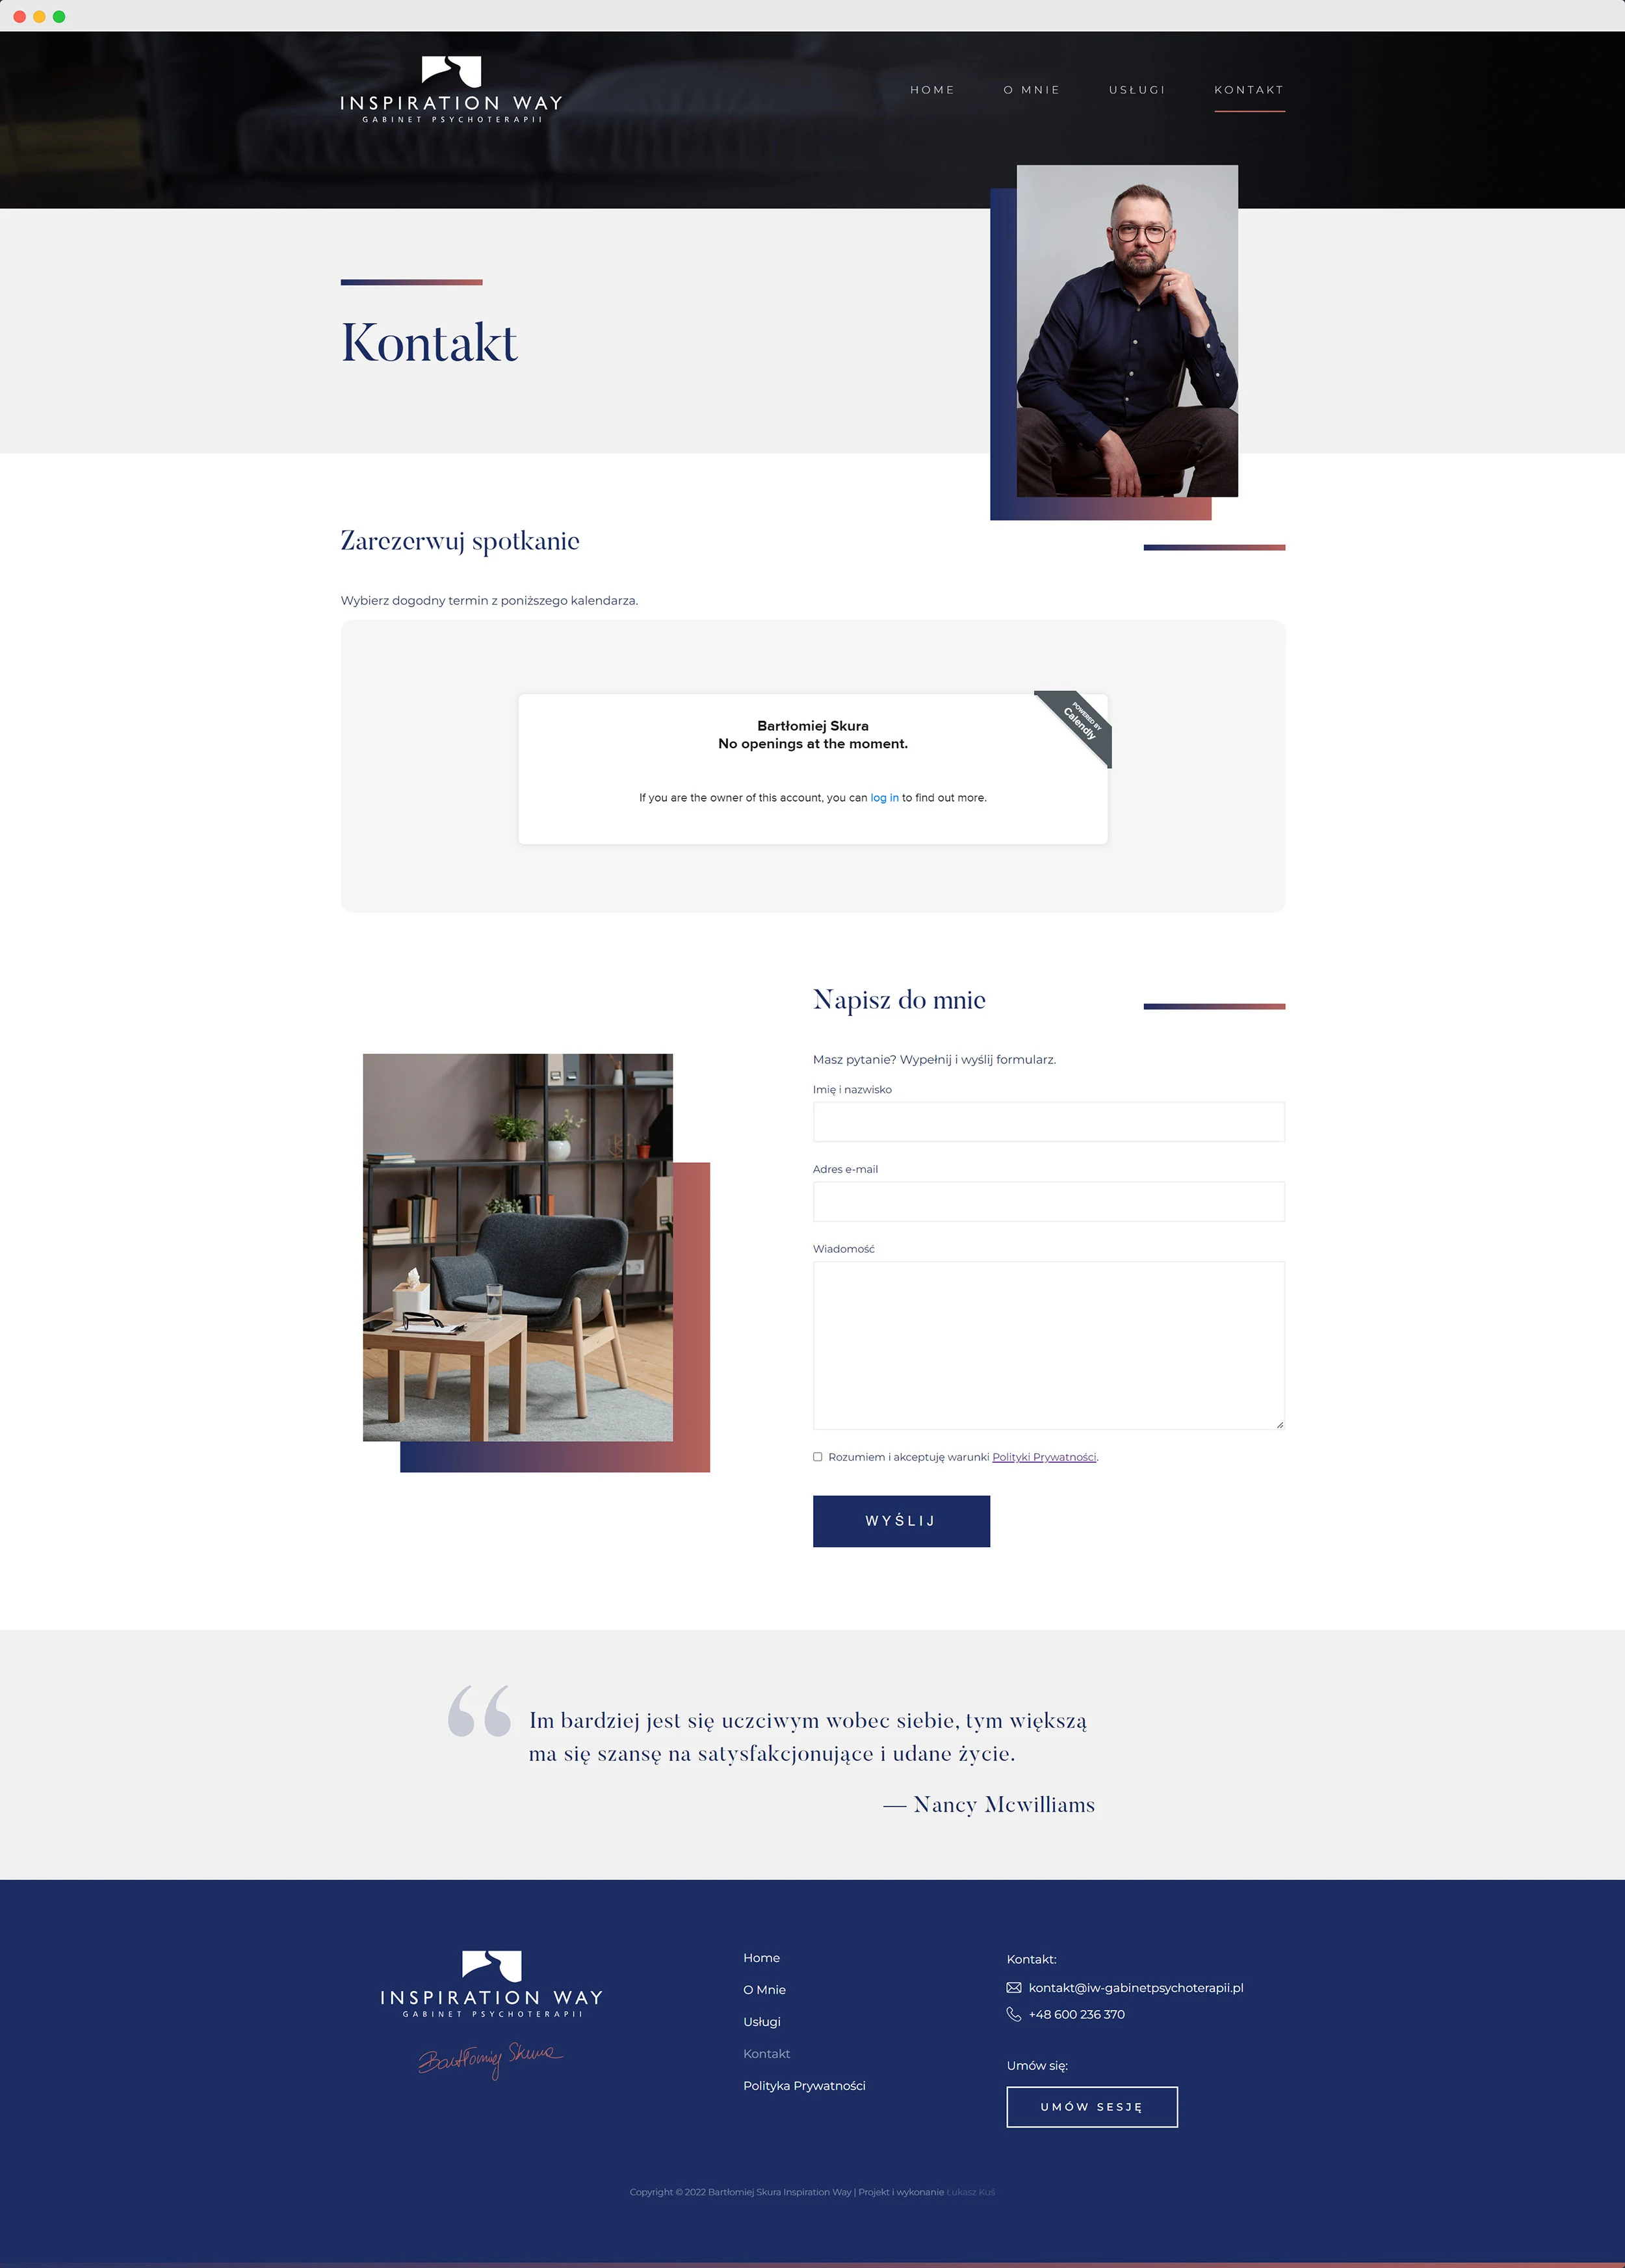 INSPIRATION WAY
GABINET PSYCHOTERAPII
HOME
O MNIE
USŁUGI
KONTAKT
Kontakt
Zarezerwuj spotkanie
Wybierz dogodny termin z poniższego kalendarza.
POWERED BY
Calendly
Bartłomiej Skura
No openings at the moment.
If you are the owner of this account, you can log in to find out more.
Napisz do mnie
Masz pytanie? Wypełnij i wyślij formularz.
Imię i nazwisko
Adres e-mail
Wiadomość
Rozumiem i akceptuję warunki Polityki Prywatności.
WYŚLIJ
“
Im bardziej jest się uczciwym wobec siebie, tym większą
ma się szansę na satysfakcjonujące i udane życie.
— Nancy Mcwilliams
INSPIRATION WAY
GABINET PSYCHOTERAPII
Bartłomiej Skura
Home
O Mnie
Usługi
Kontakt
Polityka Prywatności
Kontakt:
kontakt@iw-gabinetpsychoterapii.pl
+48 600 236 370
Umów się:
UMÓW SESJĘ
Copyright © 2022 Bartłomiej Skura Inspiration Way | Projekt i wykonanie Łukasz Kuś